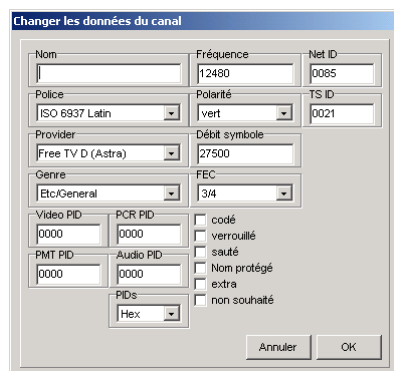 Changer les données du canal
Nom
Fréquence
12480
Net ID
0085
Police
ISO 6937 Latin
Polarité
vert
TS ID
0021
Provider
Free TV D (Astra)
Débit symbole
27500
Genre
Etc/General
FEC
3/4
Video PID
0000
PCR PID
0000
PMT PID
0000
Audio PID
0000
PIDs
Hex
codé
verrouillé
sauté
Nom protégé
extra
non souhaité
Annuler
OK